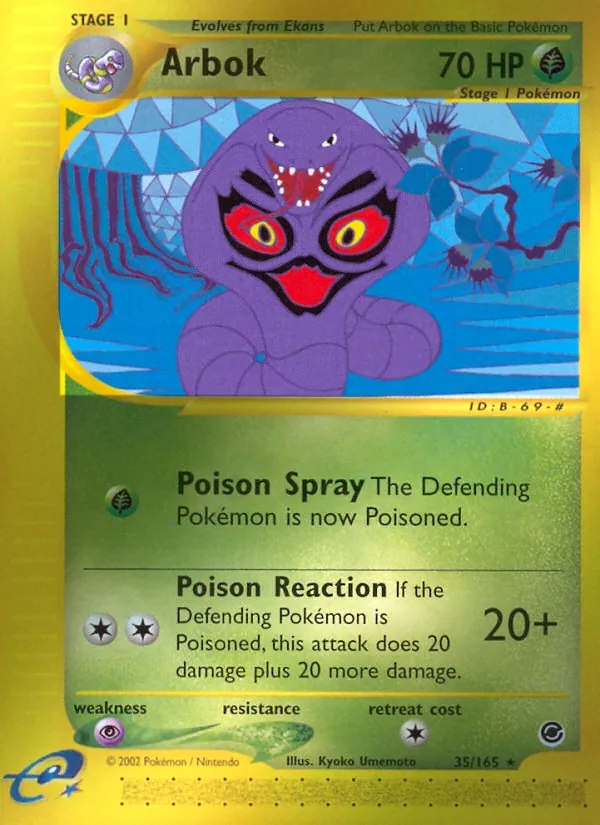 STAGE 1
Evolves from Ekans
Put Arbok on the Basic Pokémon
Arbok
70 HP
Stage 1 Pokémon
ID:B-69-#
Poison Spray The Defending
Pokémon is now Poisoned.
Poison Reaction If the
Defending Pokémon is
Poisoned, this attack does 20
damage plus 20 more damage.
20+
weakness
resistance
retreat cost
© 2002 Pokémon / Nintendo
Illus. Kyoko Umemoto
35/165 ★
e